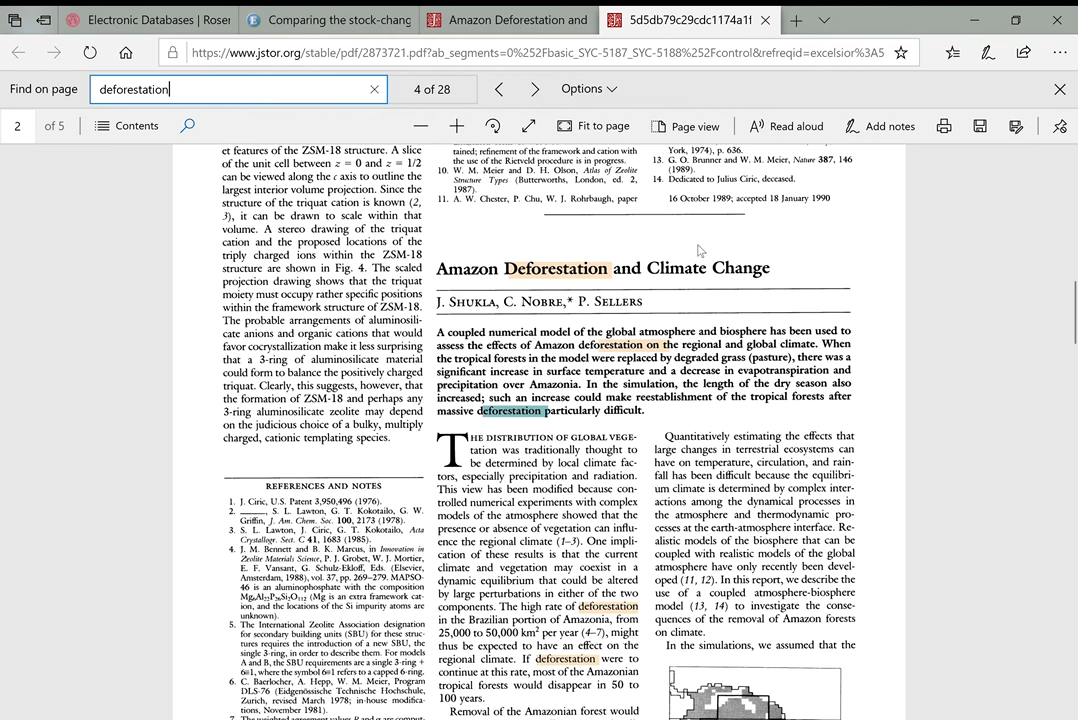 Electronic Databases | Roser
Comparing the stock-chang
Amazon Deforestation and
5d5db79c29cdc1174a1f
https://www.jstor.org/stable/pdf/2873721.pdf?ab_segments=0%252Fbasic_SYC-5187_SYC-5188%252Fcontrol&refreqid=excelsior%3A5
Find on page
deforestation
4 of 28
Options
2
of 5
Contents
Fit to page
Page view
Read aloud
Add notes
et features of the ZSM-18 structure. A slice
of the unit cell between z = 0 and z = 1/2
can be viewed along the c axis to outline the
largest interior volume projection. Since the
structure of the triquat cation is known (2,
3), it can be drawn to scale within that
volume. A stereo drawing of the triquat
cation and the proposed locations of the
triply charged ions within the ZSM-18
structure are shown in Fig. 4. The scaled
projection drawing shows that the triquat
moiety must occupy rather specific positions
within the framework structure of ZSM-18.
The probable arrangements of aluminosili-
cate anions and organic cations that would
favor cocrystallization make it less surprising
that a 3-ring of aluminosilicate material
could form to balance the positively charged
triquat. Clearly, this suggests, however, that
the formation of ZSM-18 and perhaps any
3-ring aluminosilicate zeolite may depend
on the judicious choice of a bulky, multiply
charged, cationic templating species.
REFERENCES AND NOTES
1. J. Ciric, U.S. Patent 3,950,496 (1976).
2. ______, S. L. Lawton, G. T. Kokotailo, G. W.
Griffin, J. Am. Chem. Soc. 100, 2173 (1978).
3. S. L. Lawton, J. Ciric, G. T. Kokotailo, Acta
Crystallogr. Sect. C 41, 1683 (1985).
4. J. M. Bennett and B. K. Marcus, in Innovation in
Zeolite Materials Science, P. J. Grobet, W. J. Mortier,
E. F. Vansant, G. Schulz-Ekloff, Eds. (Elsevier,
Amsterdam, 1988), vol. 37, pp. 269–279. MAPSO-
46 is an aluminophosphate with the composition
Mg₆Al₂₂P₂₆Si₂O₁₁₂ (Mg is an extra framework cat-
ion, and the locations of the Si impurity atoms are
unknown).
5. The International Zeolite Association designation
for secondary building units (SBU) for these struc-
tures requires the introduction of a new SBU, the
single 3-ring, in order to describe them. For models
A and B, the SBU requirements are a single 3-ring +
6≡1, where the symbol 6≡1 refers to a capped 6-ring.
6. C. Baerlocher, A. Hepp, W. M. Meier, Program
DLS-76 (Eidgenössische Technische Hochschule,
Zurich, revised March 1978; in-house modifica-
tions, November 1981).
7. The weighted agreement values R and σ are comput-
tained; refinement of the framework and cation with
the use of the Rietveld procedure is in progress.
10. W. M. Meier and D. H. Olson, Atlas of Zeolite
Structure Types (Butterworths, London, ed. 2,
1987).
11. A. W. Chester, P. Chu, W. J. Rohrbaugh, paper
York, 1974), p. 636.
13. G. O. Brunner and W. M. Meier, Nature 387, 146
(1989).
14. Dedicated to Julius Ciric, deceased.
16 October 1989; accepted 18 January 1990
Amazon Deforestation and Climate Change
J. SHUKLA, C. NOBRE,* P. SELLERS
A coupled numerical model of the global atmosphere and biosphere has been used to
assess the effects of Amazon deforestation on the regional and global climate. When
the tropical forests in the model were replaced by degraded grass (pasture), there was a
significant increase in surface temperature and a decrease in evapotranspiration and
precipitation over Amazonia. In the simulation, the length of the dry season also
increased; such an increase could make reestablishment of the tropical forests after
massive deforestation particularly difficult.
THE DISTRIBUTION OF GLOBAL VEGE-
tation was traditionally thought to
be determined by local climate fac-
tors, especially precipitation and radiation.
This view has been modified because con-
trolled numerical experiments with complex
models of the atmosphere showed that the
presence or absence of vegetation can influ-
ence the regional climate (1–3). One impli-
cation of these results is that the current
climate and vegetation may coexist in a
dynamic equilibrium that could be altered
by large perturbations in either of the two
components. The high rate of deforestation
in the Brazilian portion of Amazonia, from
25,000 to 50,000 km² per year (4–7), might
thus be expected to have an effect on the
regional climate. If deforestation were to
continue at this rate, most of the Amazonian
tropical forests would disappear in 50 to
100 years.
Removal of the Amazonian forest would
Quantitatively estimating the effects that
large changes in terrestrial ecosystems can
have on temperature, circulation, and rain-
fall has been difficult because the equilibri-
um climate is determined by complex inter-
actions among the dynamical processes in
the atmosphere and thermodynamic pro-
cesses at the earth-atmosphere interface. Re-
alistic models of the biosphere that can be
coupled with realistic models of the global
atmosphere have only recently been devel-
oped (11, 12). In this report, we describe the
use of a coupled atmosphere-biosphere
model (13, 14) to investigate the conse-
quences of the removal of Amazon forests
on climate.
In the simulations, we assumed that the